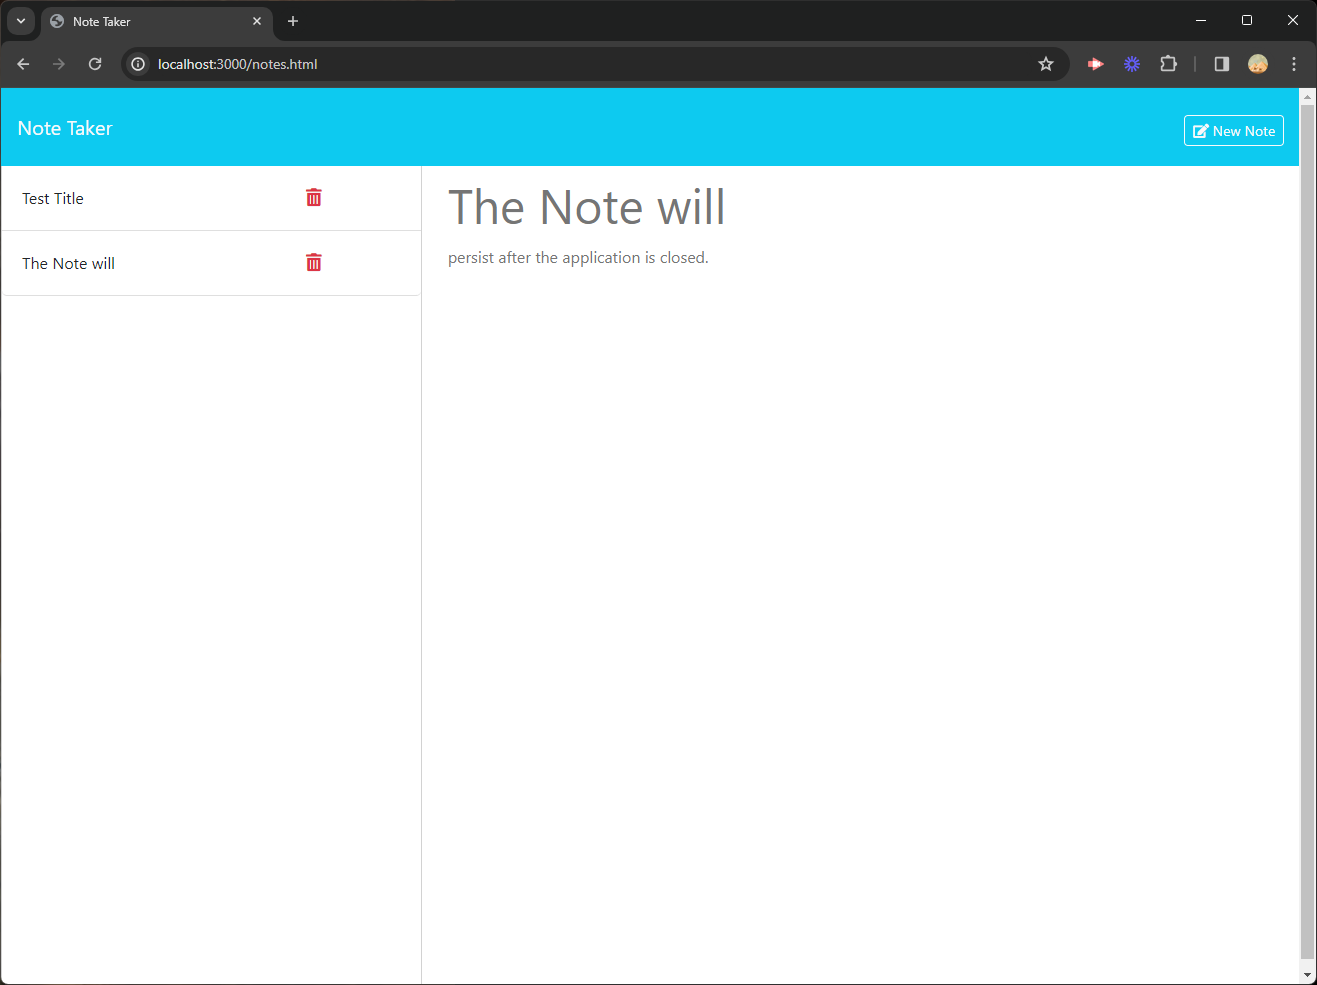 Note Taker
localhost:3000/notes.html
Note Taker
New Note
Test Title
The Note will
The Note will
persist after the application is closed.